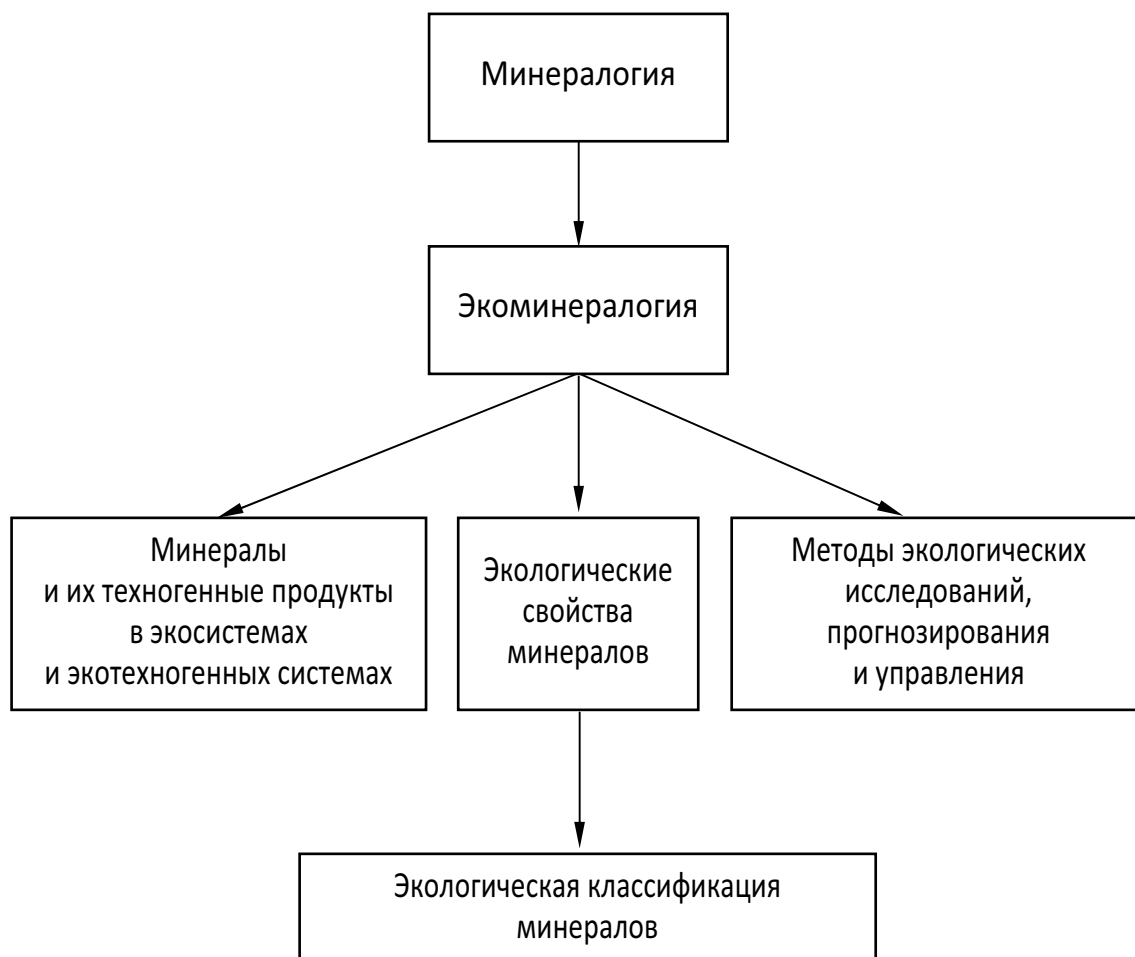 Минералогия
Экоминералогия
Минералы
и их техногенные продукты
в экосистемах
и экотехногенных системах
Экологические
свойства
минералов
Методы экологических
исследований,
прогнозирования
и управления
Экологическая классификация
минералов